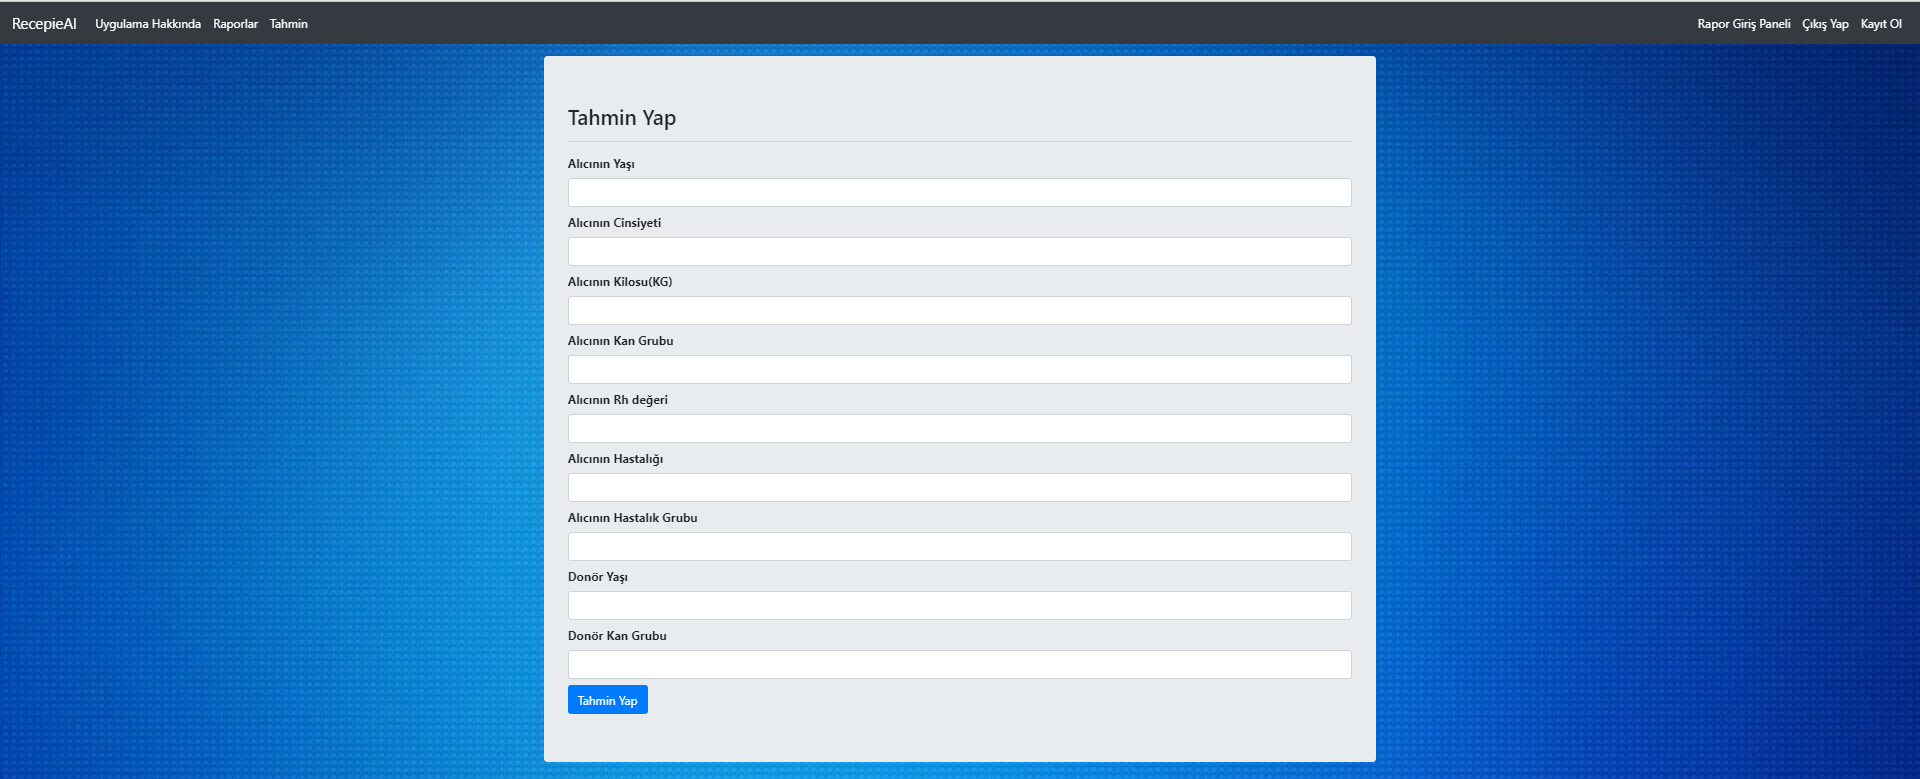 RecepieAI Uygulama Hakkında Raporlar Tahmin Rapor Giriş Paneli Çıkış Yap Kayıt Ol
Tahmin Yap
Alıcının Yaşı
Alıcının Cinsiyeti
Alıcının Kilosu(KG)
Alıcının Kan Grubu
Alıcının Rh değeri
Alıcının Hastalığı
Alıcının Hastalık Grubu
Donör Yaşı
Donör Kan Grubu
Tahmin Yap